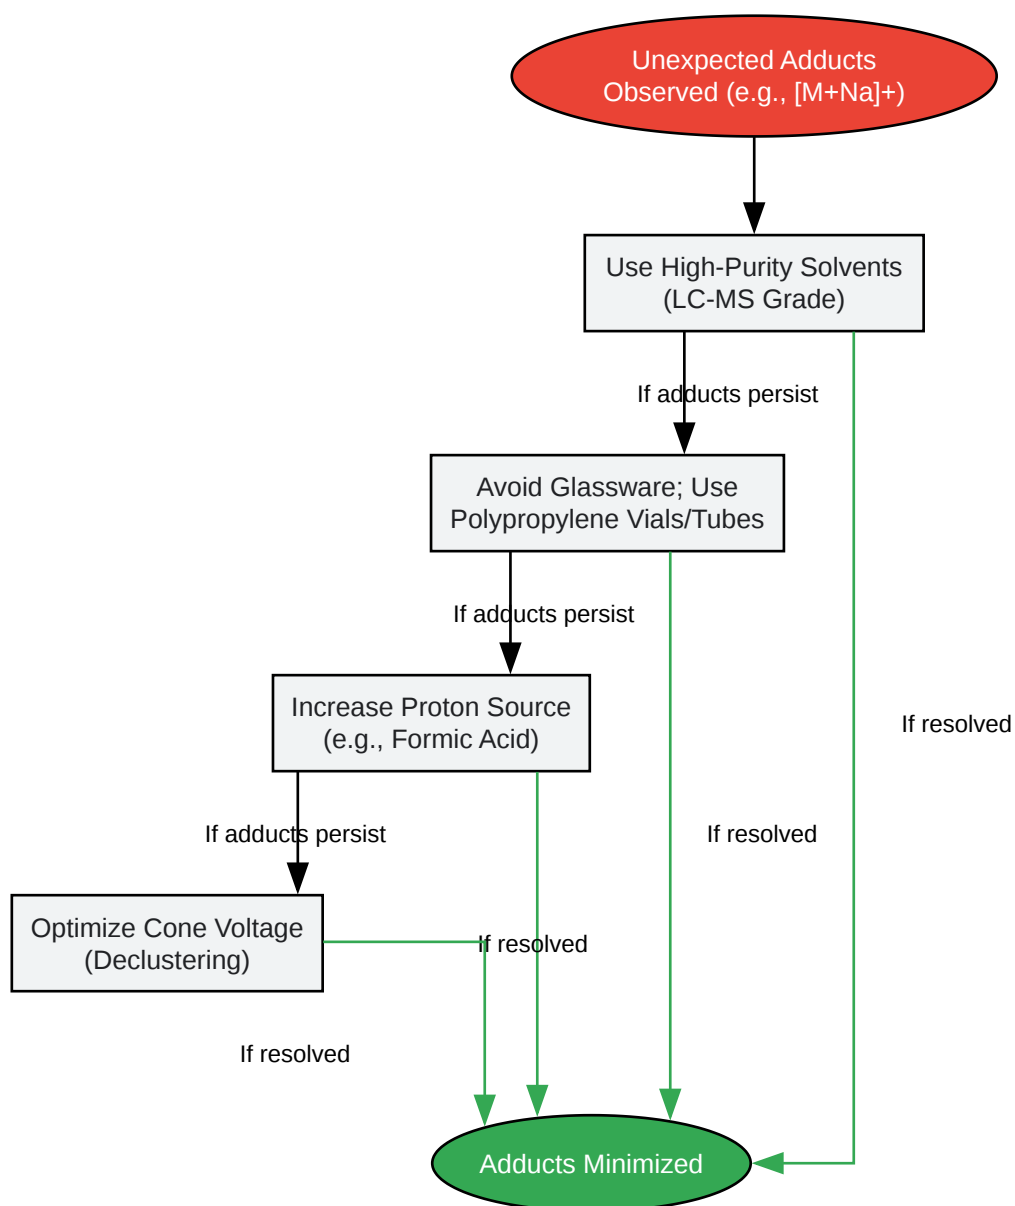 Unexpected Adducts
Observed (e.g., [M+Na]+)
Use High-Purity Solvents
(LC-MS Grade)
If adducts persist
Avoid Glassware; Use
Polypropylene Vials/Tubes
If adducts persist
Increase Proton Source
(e.g., Formic Acid)
If resolved
If adducts persist
If resolved
Optimize Cone Voltage
(Declustering)
If resolved
If resolved
Adducts Minimized